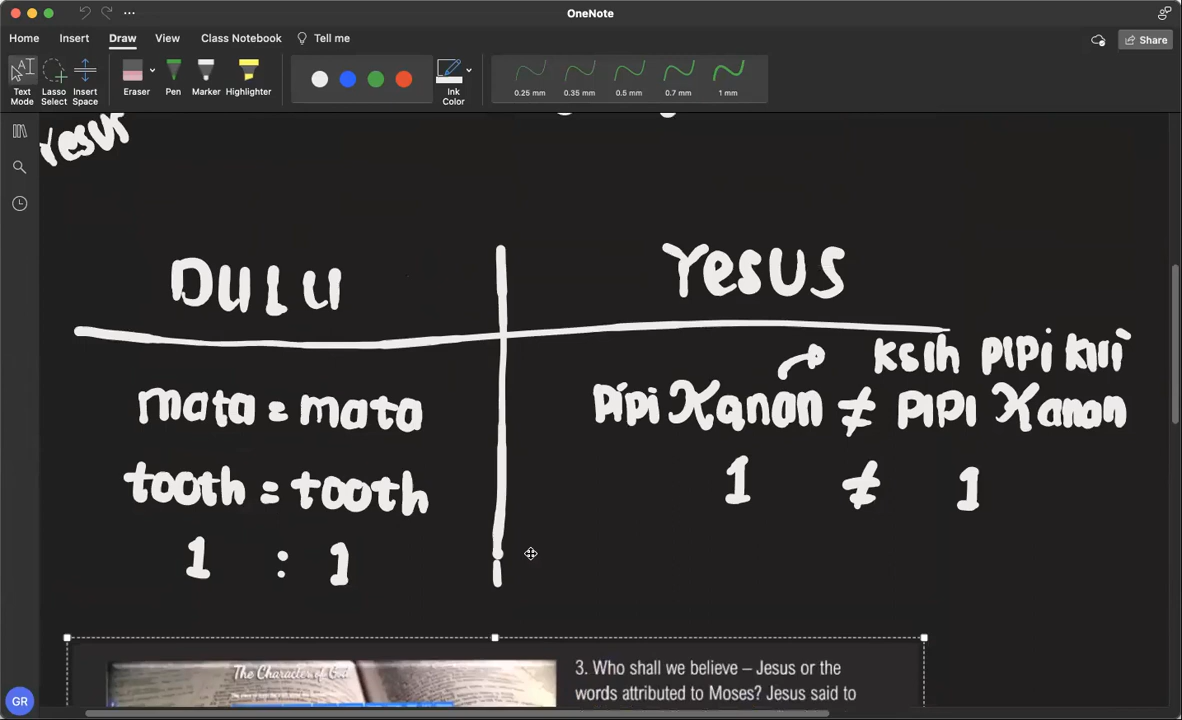 OneNote
Home Insert Draw View Class Notebook Tell me
Share
Text Mode
Lasso Select
Insert Space
Eraser
Pen
Marker
Highlighter
Ink Color
0.25 mm 0.35 mm 0.5 mm 0.7 mm 1 mm
Yesus
DULU
Yesus
ksih pipi kiri
mata = mata
pipi Kanan ≠ pipi Kanan
tooth = tooth
1 ≠ 1
1 : 1
The Character of God
3. Who shall we believe – Jesus or the
words attributed to Moses? Jesus said to
GR